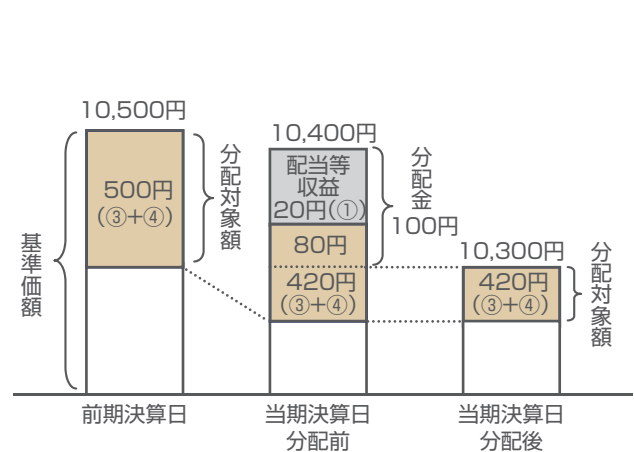 基準価額
10,500円
500円
(③+④)
分配対象額
前期決算日
10,400円
配当等
収益
20円(①)
80円
420円
(③+④)
分配金
100円
当期決算日
分配前
10,300円
420円
(③+④)
分配対象額
当期決算日
分配後